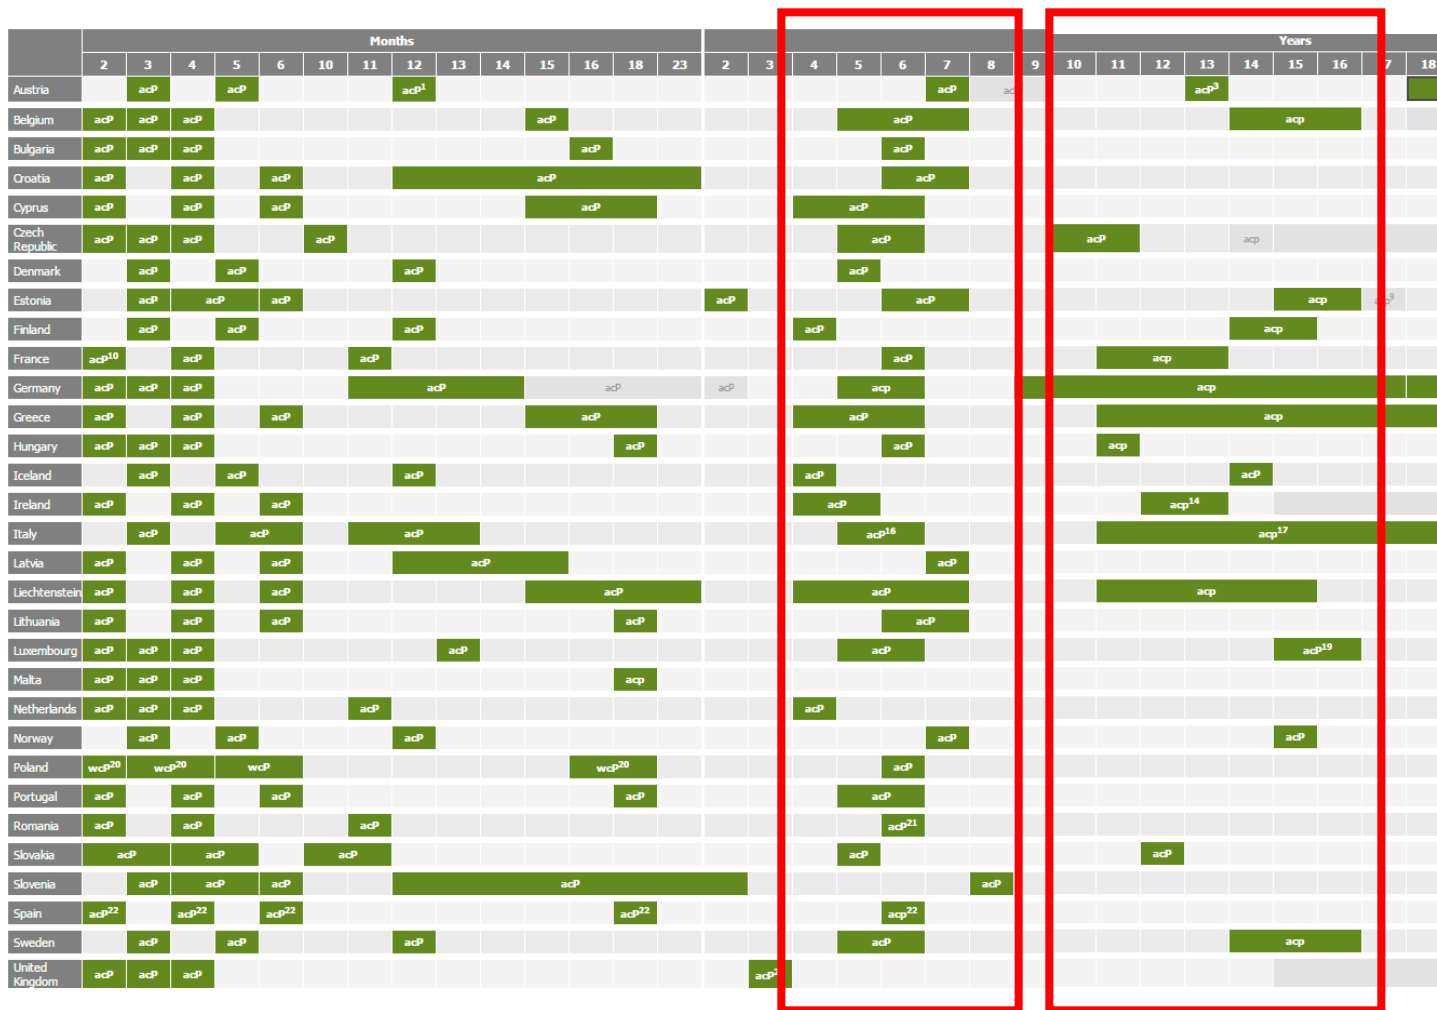 Months Years
2 3 4 5 6 10 11 12 13 14 15 16 18 23 2 3 4 5 6 7 8 9 10 11 12 13 14 15 16 17 18
Austria acP acP acP1 acP acP3
Belgium acP acP acP acP acP acp
Bulgaria acP acP acP acP acP
Croatia acP acP acP acP acP
Cyprus acP acP acP acP acP
Czech Republic acP acP acP acP acP acP acp
Denmark acP acP acP acP
Estonia acP acP acP acP acP acp
Finland acP acP acP acP acp
France acP10 acP acP acP acp
Germany acP acP acP acP acP acP acp acp
Greece acP acP acP acP acP acp
Hungary acP acP acP acP acP acp
Iceland acP acP acP acP acP
Ireland acP acP acP acP acp14
Italy acP acP acP acP16 acp17
Latvia acP acP acP acP acP
Liechtenstein acP acP acP acP acP acp
Lithuania acP acP acP acP acP
Luxembourg acP acP acP acP acP acP19
Malta acP acP acP acp
Netherlands acP acP acP acP acP
Norway acP acP acP acP acP
Poland wcP20 wcP20 wcP wcP20 acP
Portugal acP acP acP acP acP
Romania acP acP acP acP21
Slovakia acP acP acP acP acP
Slovenia acP acP acP acP acP
Spain acP22 acP22 acP22 acP22 acp22
Sweden acP acP acP acP acp
United Kingdom acP acP acP